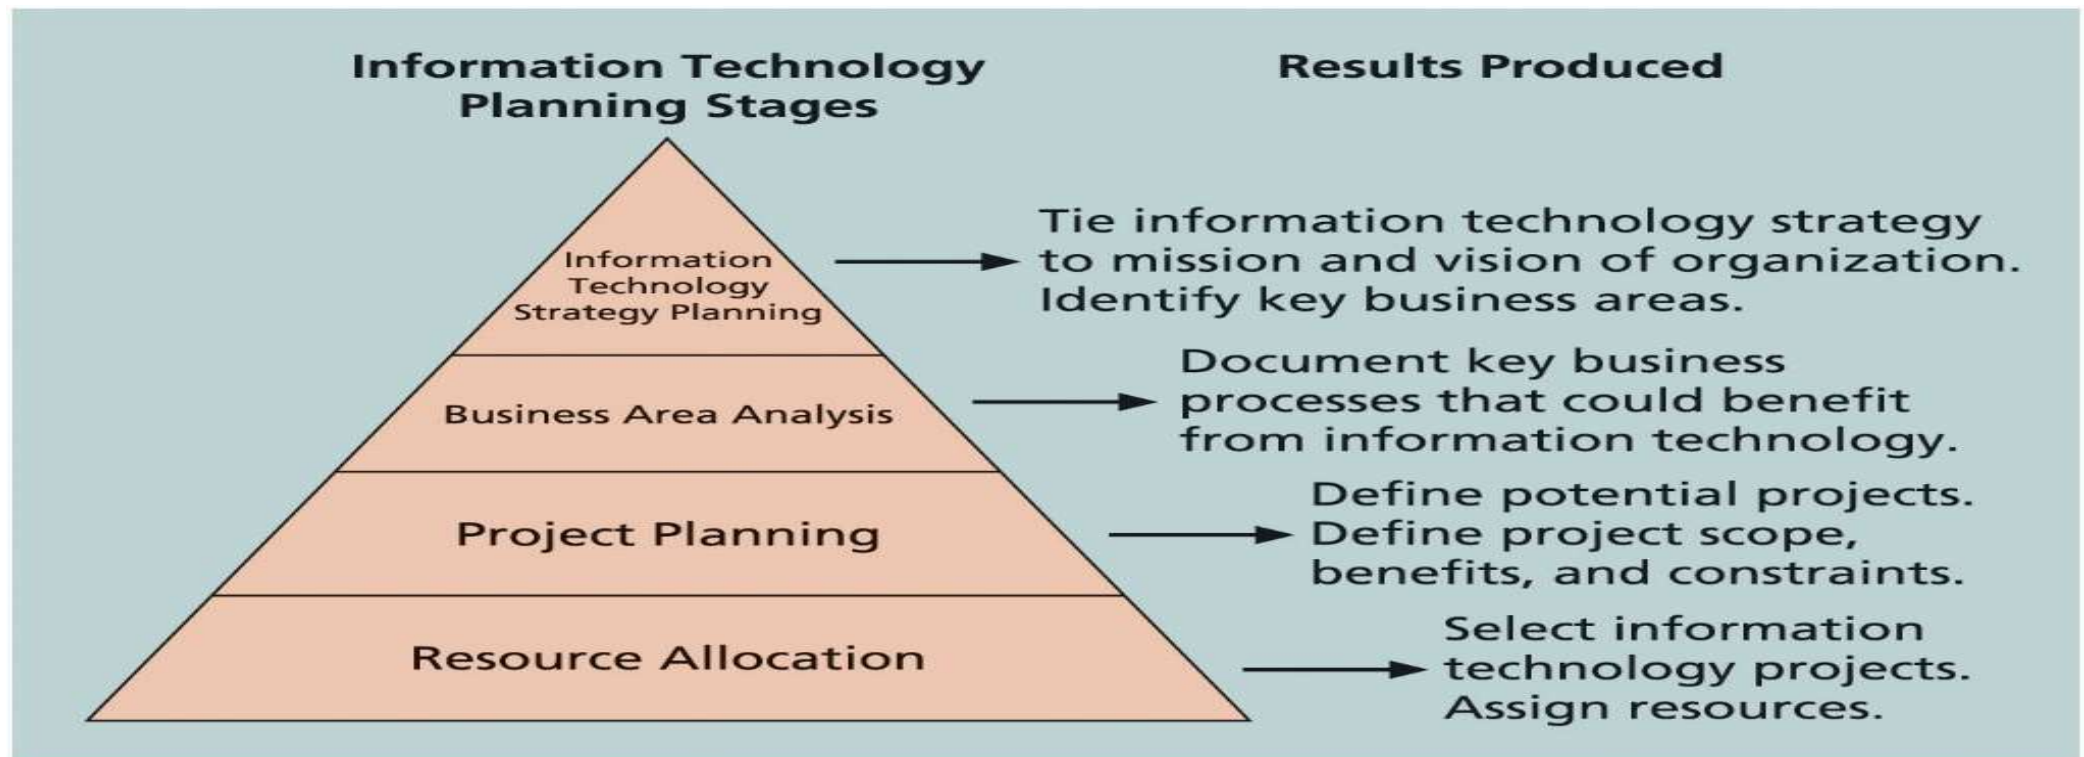 Information Technology
Planning Stages
Results Produced
Information
Technology
Strategy Planning
Tie information technology strategy
to mission and vision of organization.
Identify key business areas.
Business Area Analysis
Document key business
processes that could benefit
from information technology.
Project Planning
Define potential projects.
Define project scope,
benefits, and constraints.
Resource Allocation
Select information
technology projects.
Assign resources.